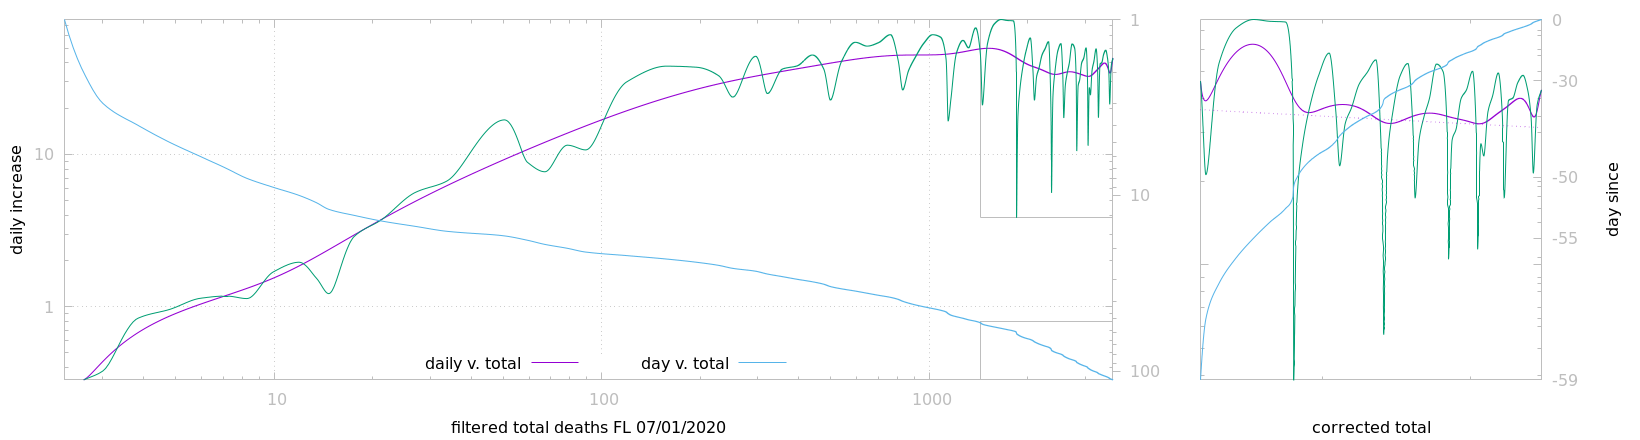 1
0
-30
10
daily increase
10
-50
day since
-55
1
daily v. total
day v. total
100
-59
10
100
1000
filtered total deaths FL 07/01/2020
corrected total